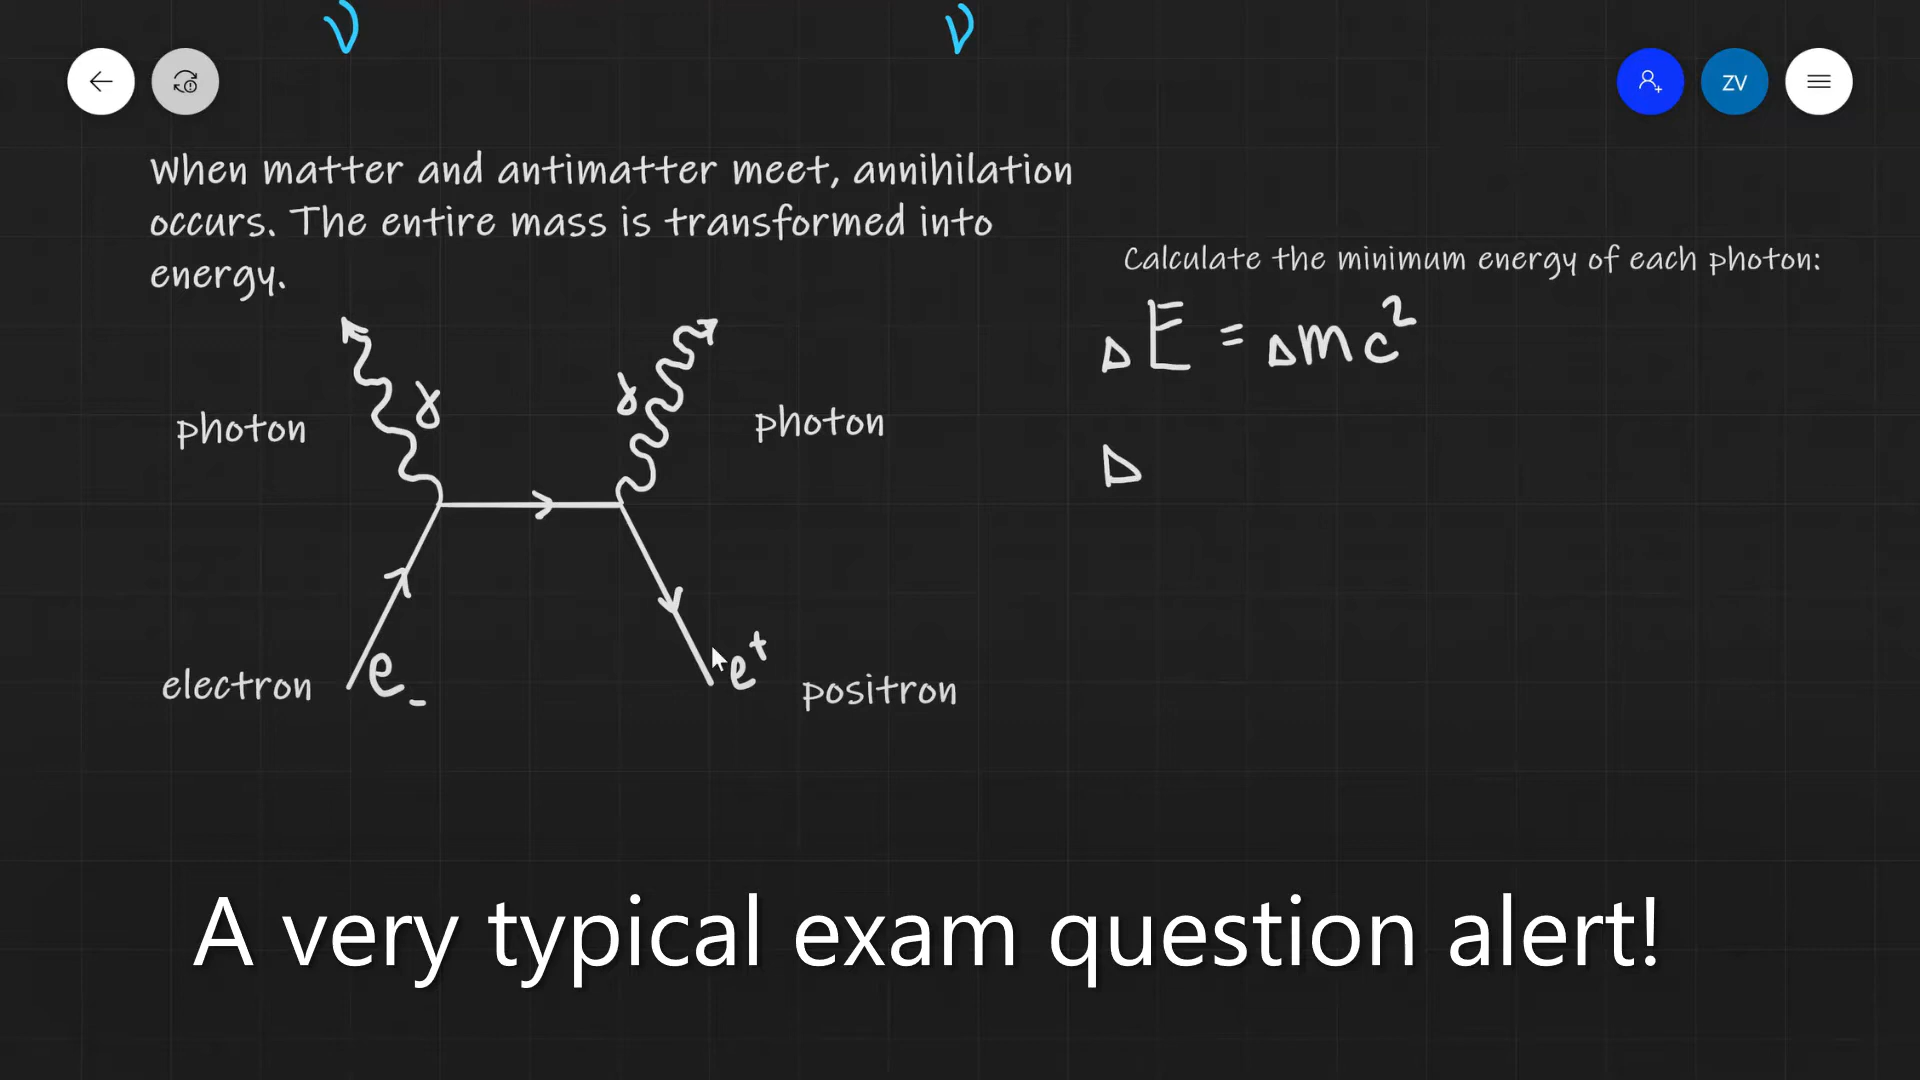 ν ν
ZV
When matter and antimatter meet, annihilation
occurs. The entire mass is transformed into
energy.
Calculate the minimum energy of each photon:
ΔE = Δmc²
γ γ
photon photon
Δ
electron e- e+ positron
A very typical exam question alert!